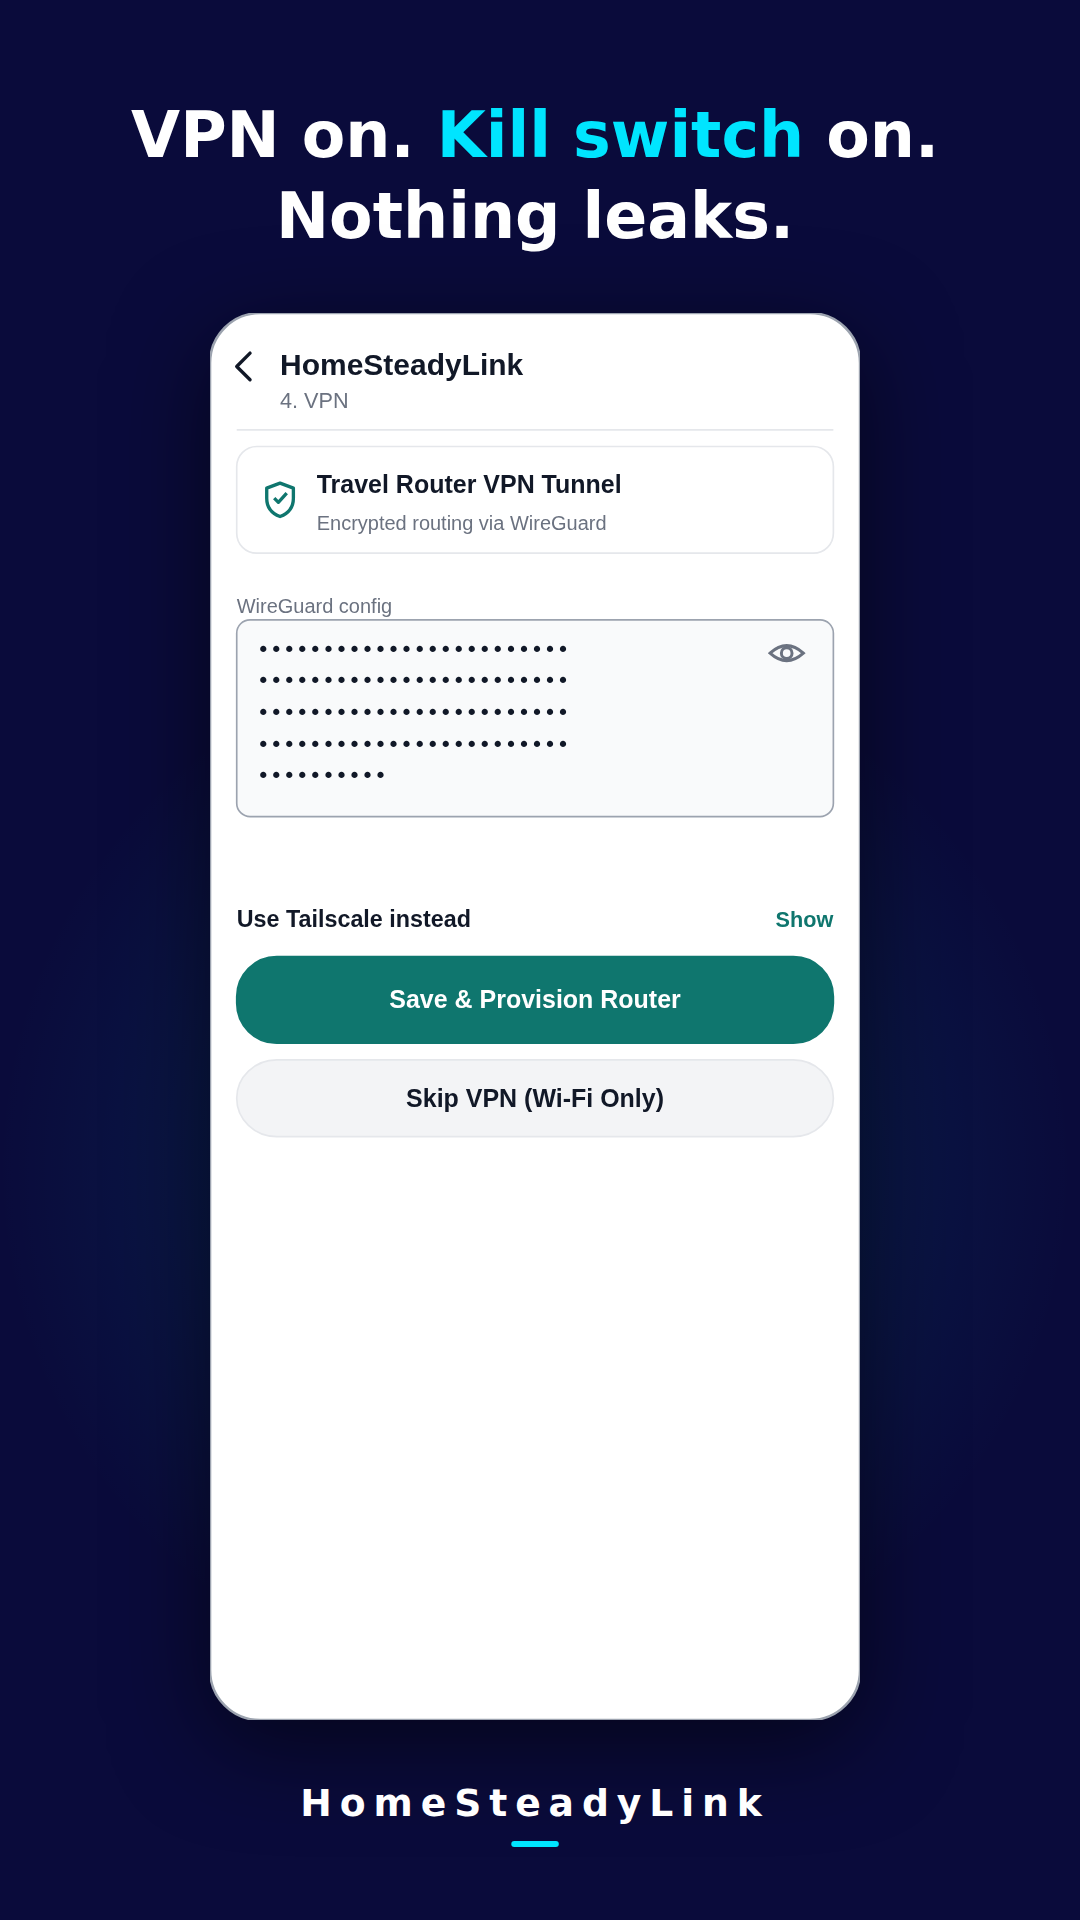 VPN on. Kill switch on.
Nothing leaks.
HomeSteadyLink
4. VPN
Travel Router VPN Tunnel
Encrypted routing via WireGuard
WireGuard config
••••••••••••••••••••••••
••••••••••••••••••••••••
••••••••••••••••••••••••
••••••••••••••••••••••••
••••••••••
Use Tailscale instead
Show
Save & Provision Router
Skip VPN (Wi-Fi Only)
HomeSteadyLink